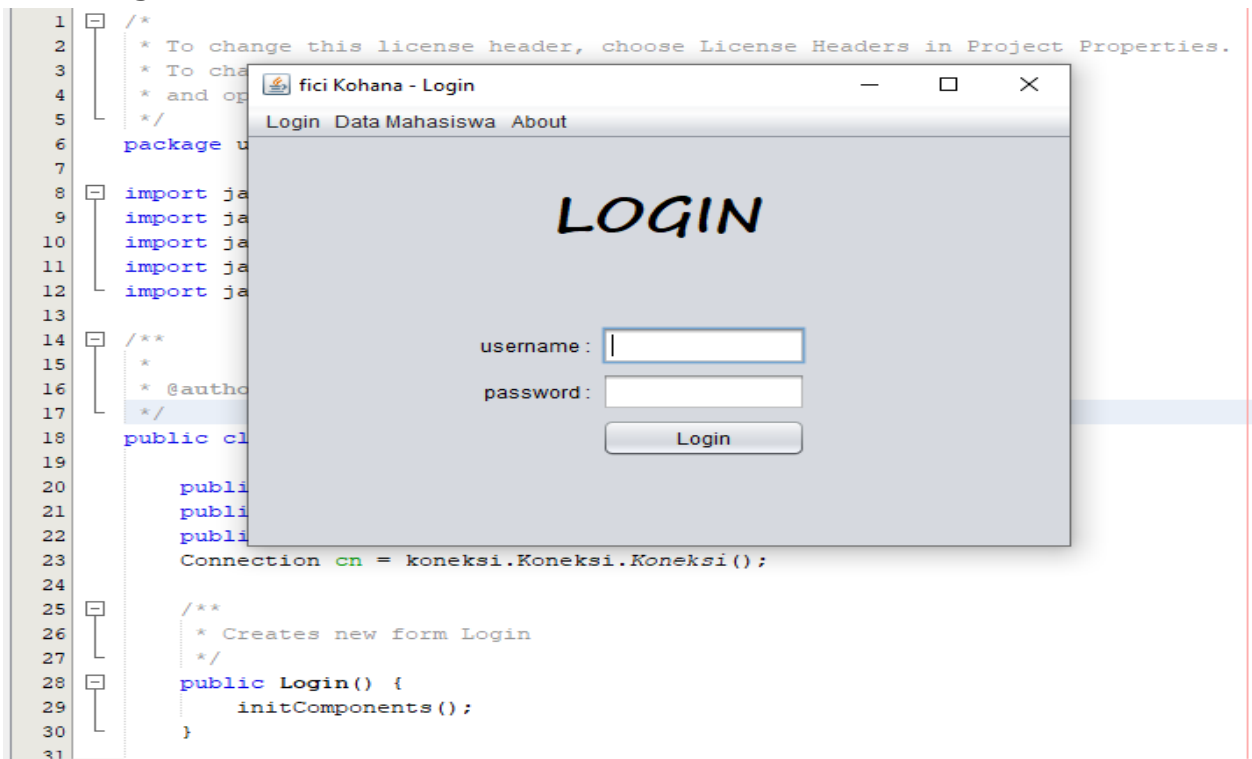 1 /*
2 * To change this license header, choose License Headers in Project Properties.
3 * To cha
4 * and op
5 */
6 package u
7
8 import ja
9 import ja
10 import ja
11 import ja
12 import ja
13
14 /**
15 *
16 * @autho
17 */
18 public cl
19
20 publi
21 publi
22 publi
23 Connection cn = koneksi.Koneksi.Koneksi();
24
25 /**
26 * Creates new form Login
27 */
28 public Login() {
29 initComponents();
30 }
31
fici Kohana - Login
Login Data Mahasiswa About
LOGIN
username :
password :
Login